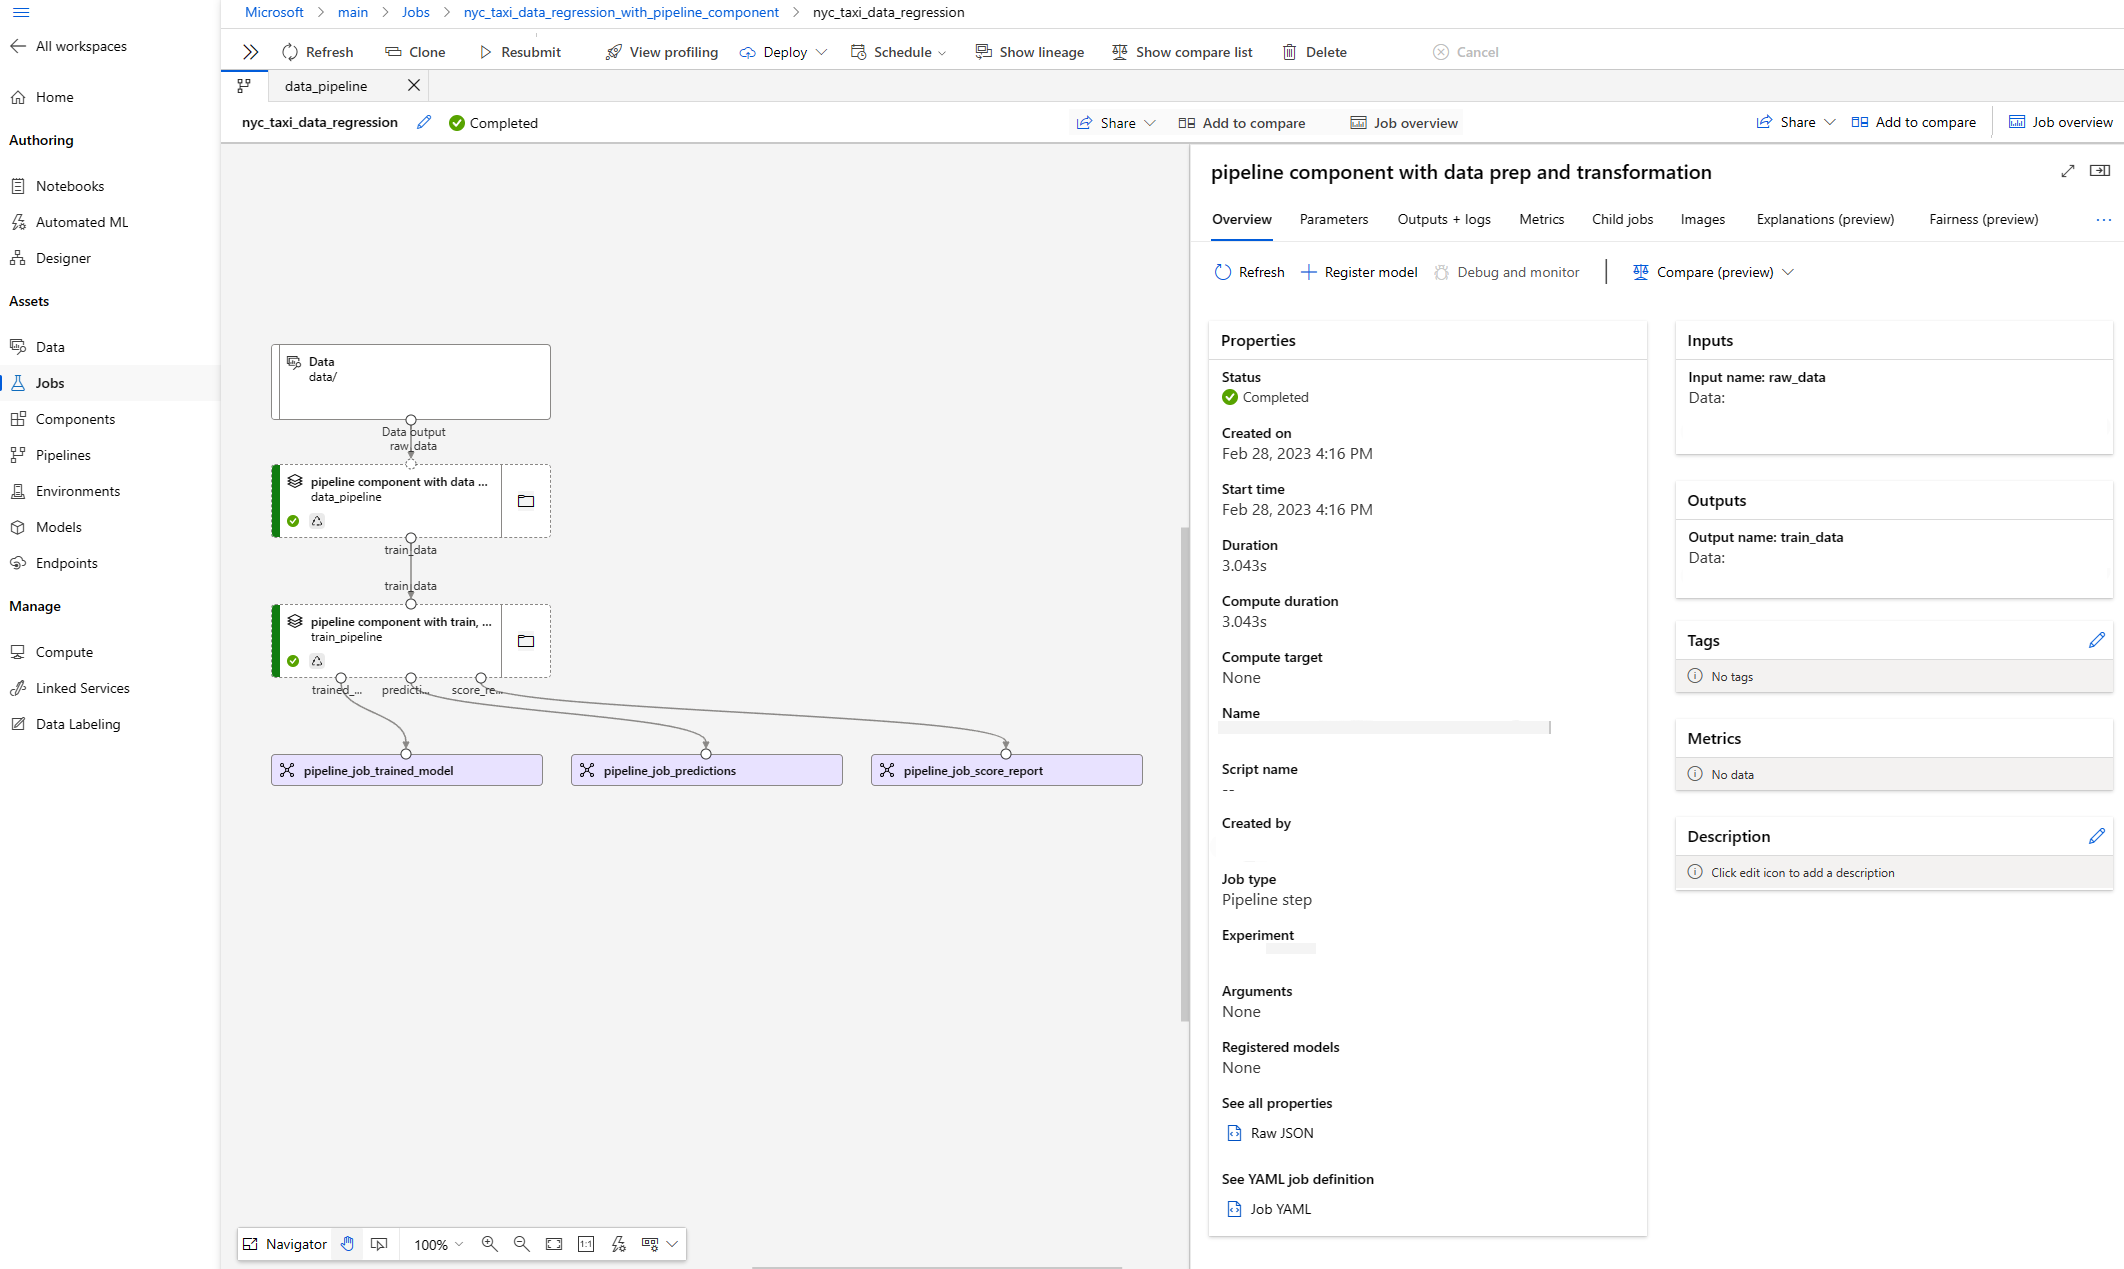 Microsoft > main > Jobs > nyc_taxi_data_regression_with_pipeline_component > nyc_taxi_data_regression
All workspaces
Home
Authoring
Notebooks
Automated ML
Designer
Assets
Data
Jobs
Components
Pipelines
Environments
Models
Endpoints
Manage
Compute
Linked Services
Data Labeling
Refresh Clone Resubmit View profiling Deploy Schedule Show lineage Show compare list Delete Cancel
data_pipeline
nyc_taxi_data_regression Completed Share Add to compare Job overview Share Add to compare Job overview
Data
data/
Data output
raw_data
pipeline component with data ...
data_pipeline
train_data
train_data
pipeline component with train, ...
train_pipeline
trained_... predicti... score_re...
pipeline_job_trained_model pipeline_job_predictions pipeline_job_score_report
Navigator 100% 1:1
pipeline component with data prep and transformation
Overview Parameters Outputs + logs Metrics Child jobs Images Explanations (preview) Fairness (preview) ...
Refresh Register model Debug and monitor Compare (preview)
Properties
Status
Completed
Created on
Feb 28, 2023 4:16 PM
Start time
Feb 28, 2023 4:16 PM
Duration
3.043s
Compute duration
3.043s
Compute target
None
Name
Script name
--
Created by
Job type
Pipeline step
Experiment
Arguments
None
Registered models
None
See all properties
Raw JSON
See YAML job definition
Job YAML
Inputs
Input name: raw_data
Data:
Outputs
Output name: train_data
Data:
Tags
No tags
Metrics
No data
Description
Click edit icon to add a description